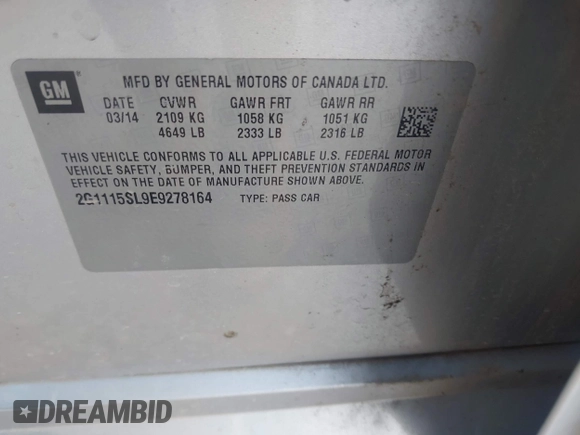 GM
MFD BY GENERAL MOTORS OF CANADA LTD.
DATE GVWR GAWR FRT GAWR RR
03/14 2109 KG 1058 KG 1051 KG
4649 LB 2333 LB 2316 LB
THIS VEHICLE CONFORMS TO ALL APPLICABLE U.S. FEDERAL MOTOR
VEHICLE SAFETY, BUMPER, AND THEFT PREVENTION STANDARDS IN
EFFECT ON THE DATE OF MANUFACTURE SHOWN ABOVE.
2G1115SL9E9278164 TYPE: PASS CAR
DREAMBID